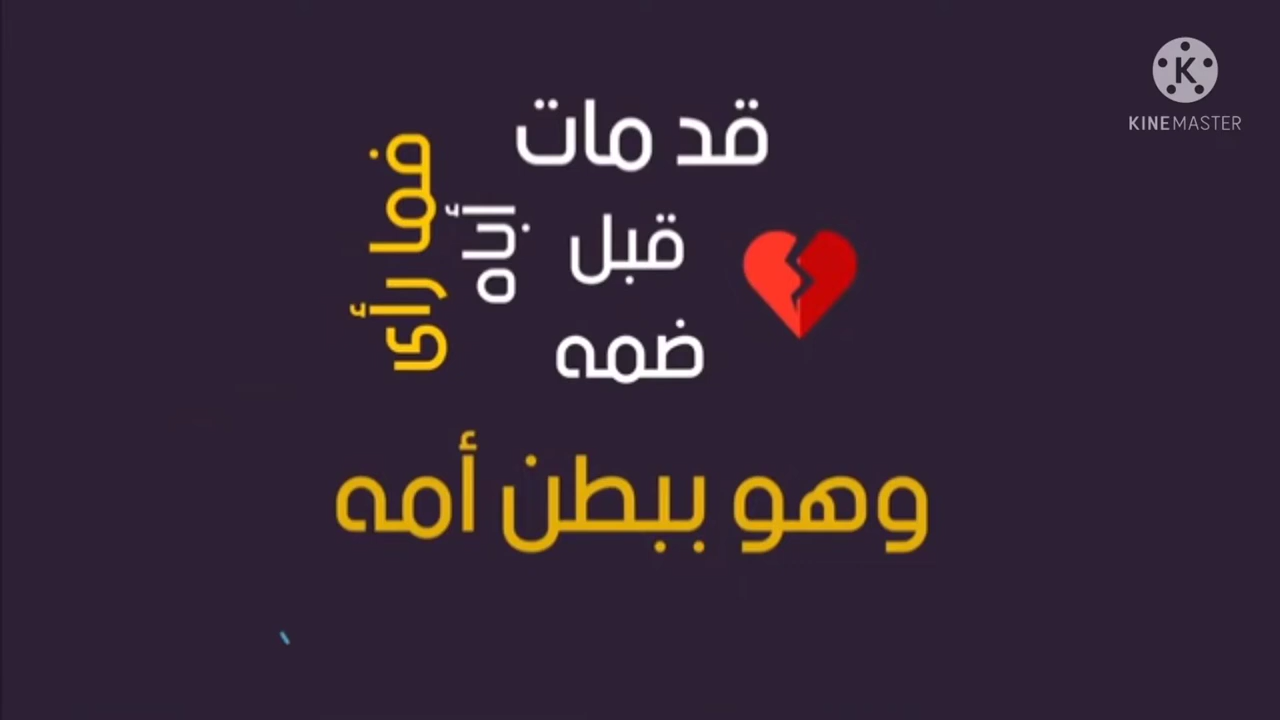 قد مات
قبل
ضمه
فما رأى
أباه
وهو ببطن أمه
KINEMASTER